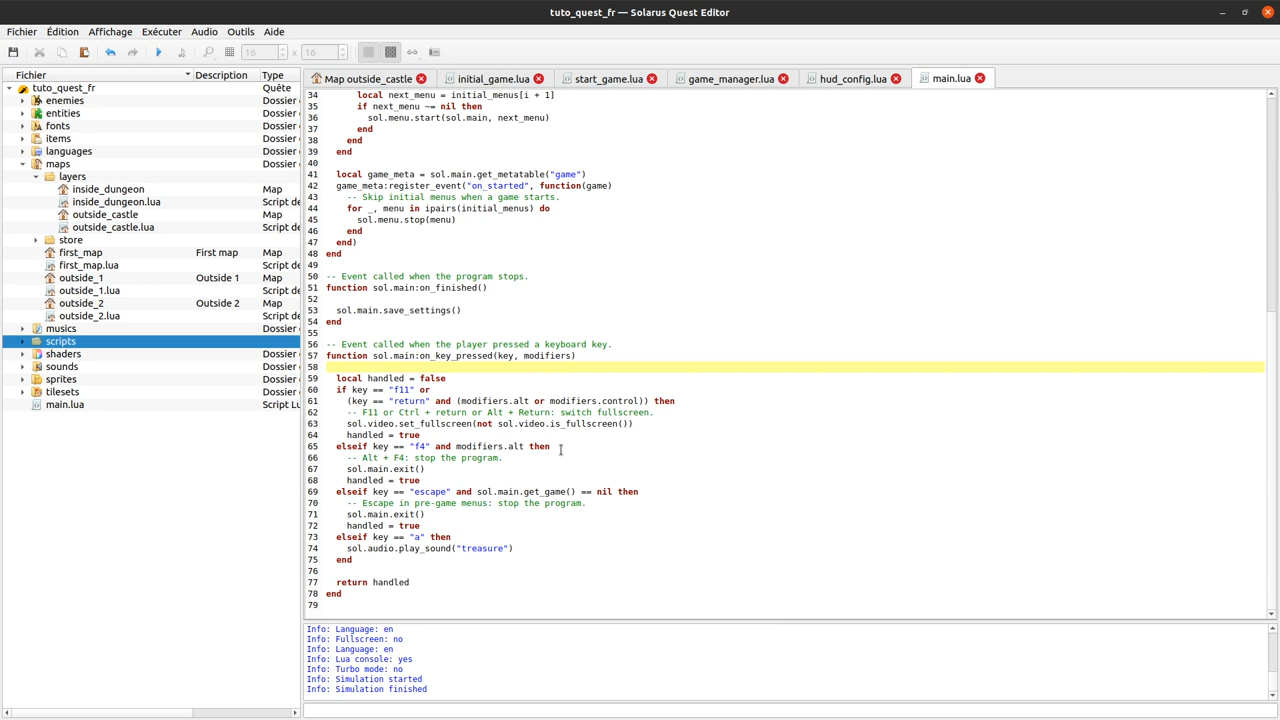 tuto_quest_fr — Solarus Quest Editor
Fichier Édition Affichage Exécuter Audio Outils Aide
16 x 16
Fichier Description Type
tuto_quest_fr Quête
enemies Dossier
entities Dossier
fonts Dossier
items Dossier
languages Dossier
maps Dossier
layers Dossier
inside_dungeon Map
inside_dungeon.lua Script de
outside_castle Map
outside_castle.lua Script de
store Dossier
first_map First map Map
first_map.lua Script de
outside_1 Outside 1 Map
outside_1.lua Script de
outside_2 Outside 2 Map
outside_2.lua Script de
musics Dossier
scripts Dossier
shaders Dossier
sounds Dossier
sprites Dossier
tilesets Dossier
main.lua Script Lu
Map outside_castle initial_game.lua start_game.lua game_manager.lua hud_config.lua main.lua
34 local next_menu = initial_menus[i + 1]
35 if next_menu ~= nil then
36 sol.menu.start(sol.main, next_menu)
37 end
38 end
39 end
40
41 local game_meta = sol.main.get_metatable("game")
42 game_meta:register_event("on_started", function(game)
43 -- Skip initial menus when a game starts.
44 for _, menu in ipairs(initial_menus) do
45 sol.menu.stop(menu)
46 end
47 end)
48 end
49
50 -- Event called when the program stops.
51 function sol.main:on_finished()
52
53 sol.main.save_settings()
54 end
55
56 -- Event called when the player pressed a keyboard key.
57 function sol.main:on_key_pressed(key, modifiers)
58
59 local handled = false
60 if key == "f11" or
61 (key == "return" and (modifiers.alt or modifiers.control)) then
62 -- F11 or Ctrl + return or Alt + Return: switch fullscreen.
63 sol.video.set_fullscreen(not sol.video.is_fullscreen())
64 handled = true
65 elseif key == "f4" and modifiers.alt then
66 -- Alt + F4: stop the program.
67 sol.main.exit()
68 handled = true
69 elseif key == "escape" and sol.main.get_game() == nil then
70 -- Escape in pre-game menus: stop the program.
71 sol.main.exit()
72 handled = true
73 elseif key == "a" then
74 sol.audio.play_sound("treasure")
75 end
76
77 return handled
78 end
79
Info: Language: en
Info: Fullscreen: no
Info: Language: en
Info: Lua console: yes
Info: Turbo mode: no
Info: Simulation started
Info: Simulation finished